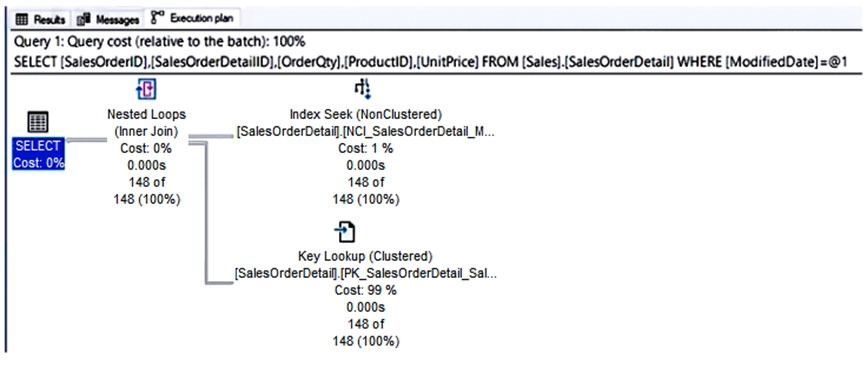 Results Messages Execution plan
Query 1: Query cost (relative to the batch): 100%
SELECT [SalesOrderID],[SalesOrderDetailID],[OrderQty],[ProductID],[UnitPrice] FROM [Sales].[SalesOrderDetail] WHERE [ModifiedDate]=@1
SELECT
Cost: 0%
Nested Loops
(Inner Join)
Cost: 0%
0.000s
148 of
148 (100%)
Index Seek (NonClustered)
[SalesOrderDetail].[NCI_SalesOrderDetail_M...
Cost: 1 %
0.000s
148 of
148 (100%)
Key Lookup (Clustered)
[SalesOrderDetail].[PK_SalesOrderDetail_Sal...
Cost: 99 %
0.000s
148 of
148 (100%)